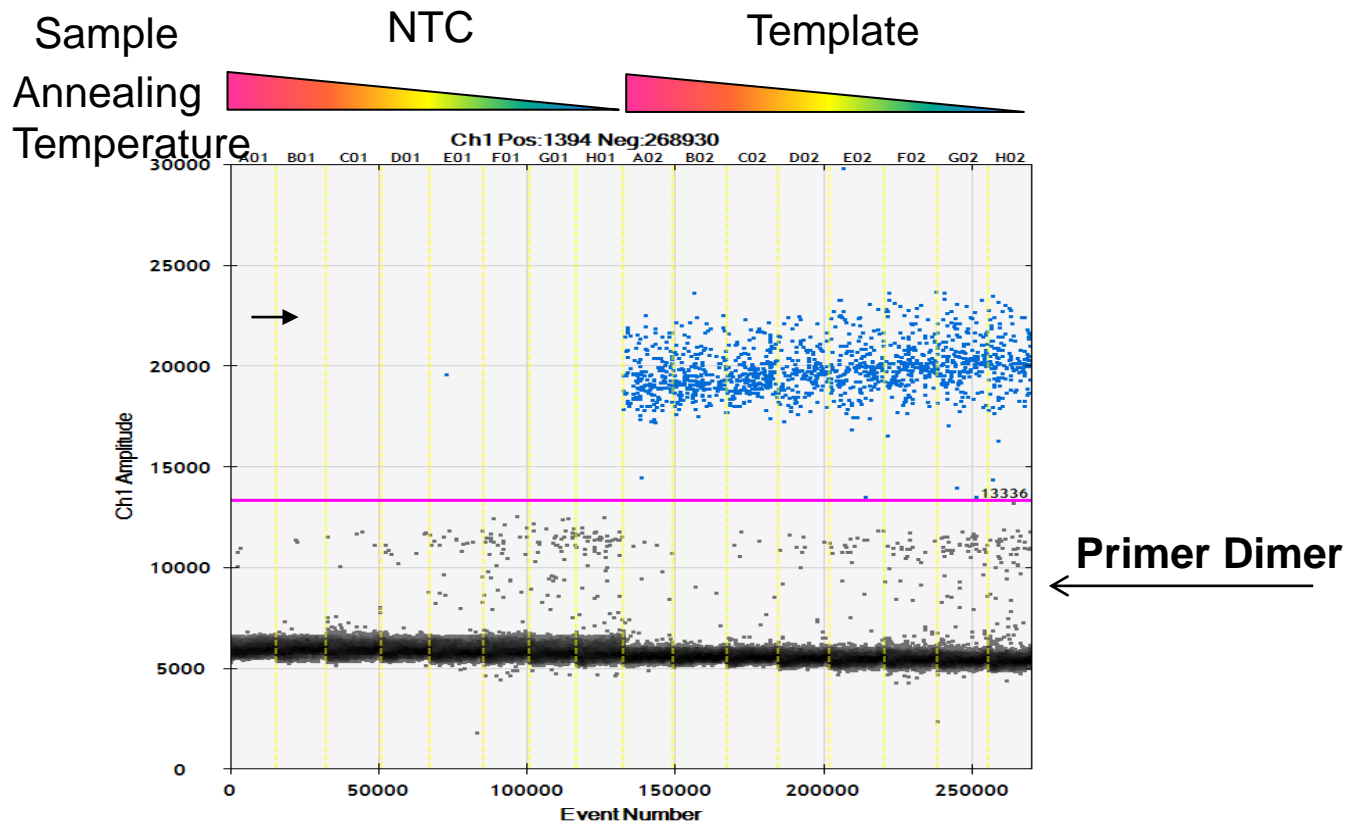 Sample
NTC
Template
Annealing
Temperature
Ch1 Pos:1394 Neg:268930
A01 B01 C01 D01 E01 F01 G01 H01 A02 B02 C02 D02 E02 F02 G02 H02
30000
25000
20000
15000
10000
5000
0
Ch1 Amplitude
13336
Primer Dimer
0 50000 100000 150000 200000 250000
Event Number